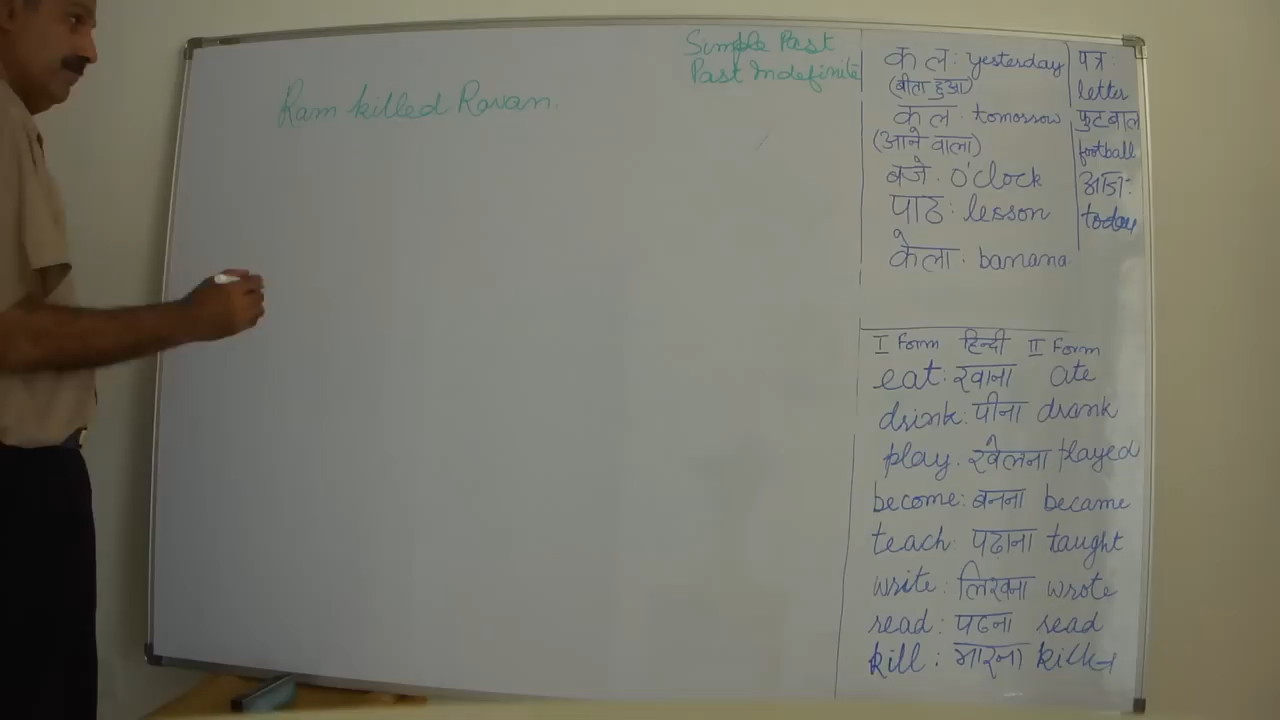 Simple Past
Past Indefinite
Ram killed Ravan.
कल : yesterday
(बीता हुआ)
कल . tomorrow
(आने वाला)
बजे . o'clock
पाठ : lesson
केला . banana
पत्र :
letter
फुटबाल
football
आज :
today
I Form हिन्दी II Form
eat : खाना ate
drink : पीना drank
play . खेलना played
become : बनना became
teach : पढ़ाना taught
write : लिखना wrote
read : पढना read
kill : मारना